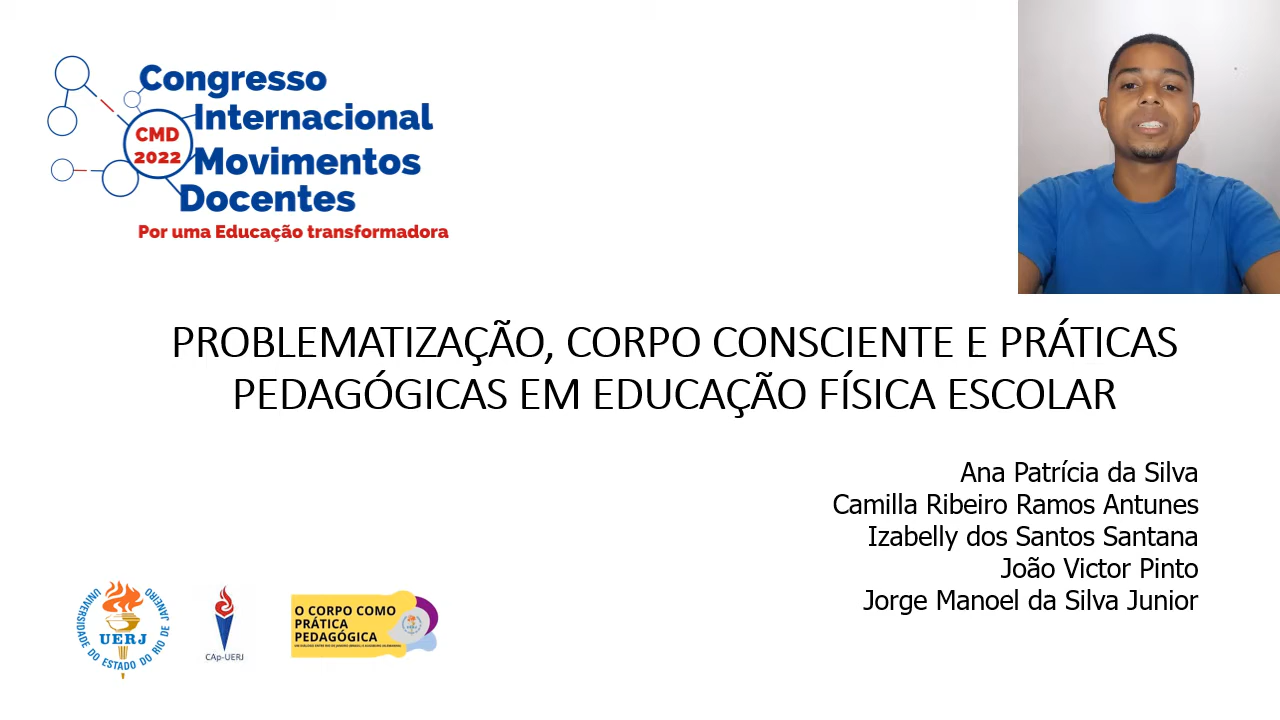 Congresso
Internacional
CMD
2022
Movimentos
Docentes
Por uma Educação transformadora
PROBLEMATIZAÇÃO, CORPO CONSCIENTE E PRÁTICAS
PEDAGÓGICAS EM EDUCAÇÃO FÍSICA ESCOLAR
Ana Patrícia da Silva
Camilla Ribeiro Ramos Antunes
Izabelly dos Santos Santana
João Victor Pinto
Jorge Manoel da Silva Junior
UNIVERSIDADE DO ESTADO DO RIO DE JANEIRO
UERJ
CAp-UERJ
O CORPO COMO
PRÁTICA
PEDAGÓGICA